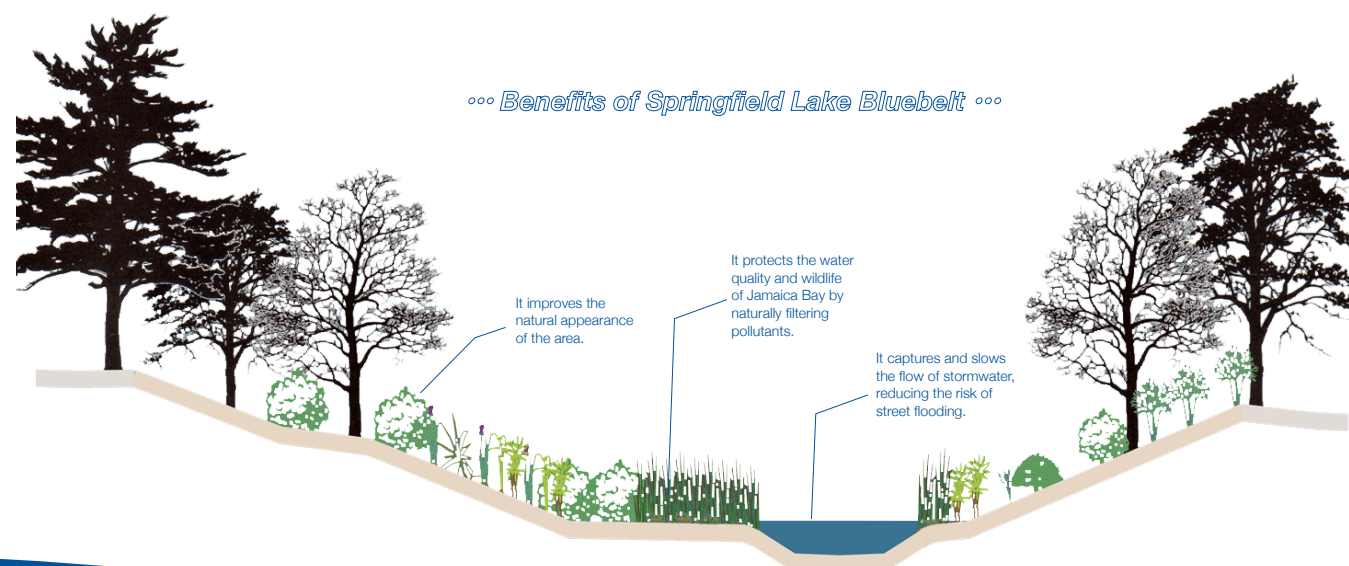 ··· Benefits of Springfield Lake Bluebelt ···
It improves the
natural appearance
of the area.
It protects the water
quality and wildlife
of Jamaica Bay by
naturally filtering
pollutants.
It captures and slows
the flow of stormwater,
reducing the risk of
street flooding.